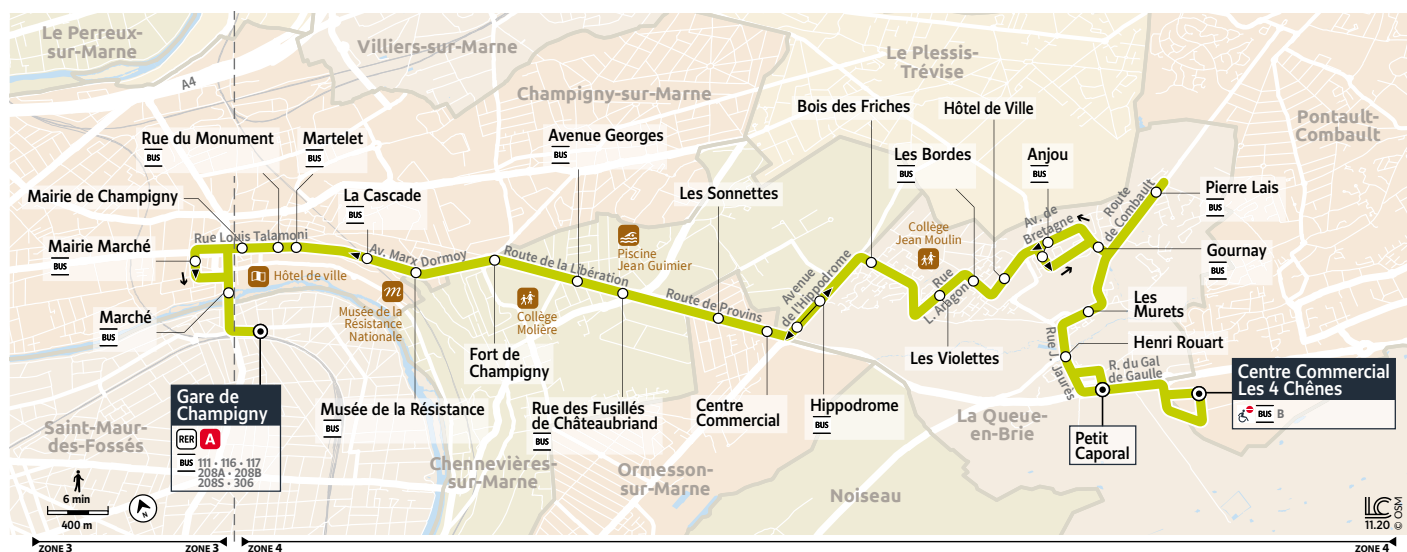 Le Perreux-
sur-Marne
Villiers-sur-Marne
Le Plessis-
Trévise
A4
Champigny-sur-Marne
Pontault-
Combault
Bois des Friches
Hôtel de Ville
Rue du Monument
BUS
Martelet
BUS
Avenue Georges
BUS
Les Bordes
BUS
Anjou
BUS
Mairie de Champigny
La Cascade
BUS
Les Sonnettes
Pierre Lais
BUS
Route
de Combault
Av. de
Bretagne
Rue Louis Talamoni
Mairie Marché
BUS
Av. Marx Dormoy
Route de la Libération
Piscine
Jean Guimier
Collège
Jean Moulin
Gournay
BUS
Hôtel de ville
Avenue
de l'Hippodrome
Rue
L. Aragon
Musée de la
Résistance
Nationale
Collège
Molière
Route de Provins
Marché
BUS
Les
Murets
Henri Rouart
Fort de
Champigny
Les Violettes
Rue J. Jaurès
R. du Gal
de Gaulle
Centre Commercial
Les 4 Chênes
BUS B
Gare de
Champigny
RER A
BUS 111 • 116 • 117
208A • 208B
208S • 306
Musée de la Résistance
BUS
Rue des Fusillés
de Châteaubriand
BUS
Centre
Commercial
Hippodrome
BUS
La Queue-
en-Brie
Petit
Caporal
Saint-Maur-
des-Fossés
Chennevières-
sur-Marne
Ormesson-
sur-Marne
Noiseau
6 min
400 m
N
LC
11.20
© OSM
ZONE 3
ZONE 3
ZONE 4
ZONE 4